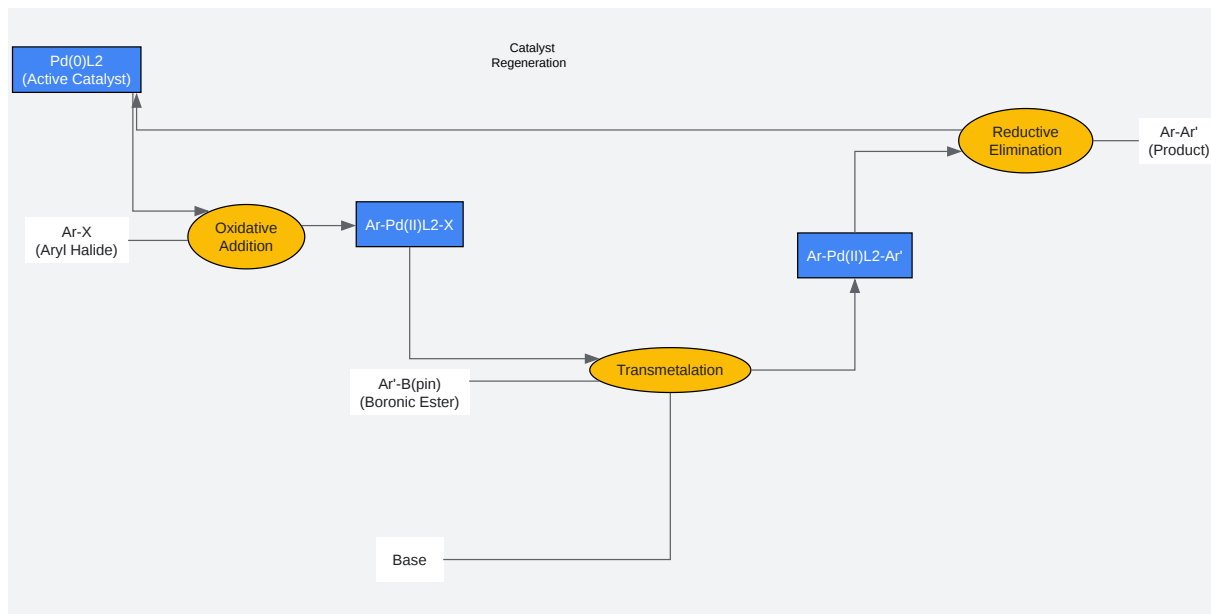 Catalyst
Regeneration
Pd(0)L2
(Active Catalyst)
Reductive
Elimination
Ar-Ar'
(Product)
Ar-X
(Aryl Halide)
Oxidative
Addition
Ar-Pd(II)L2-X
Ar-Pd(II)L2-Ar'
Transmetalation
Ar'-B(pin)
(Boronic Ester)
Base